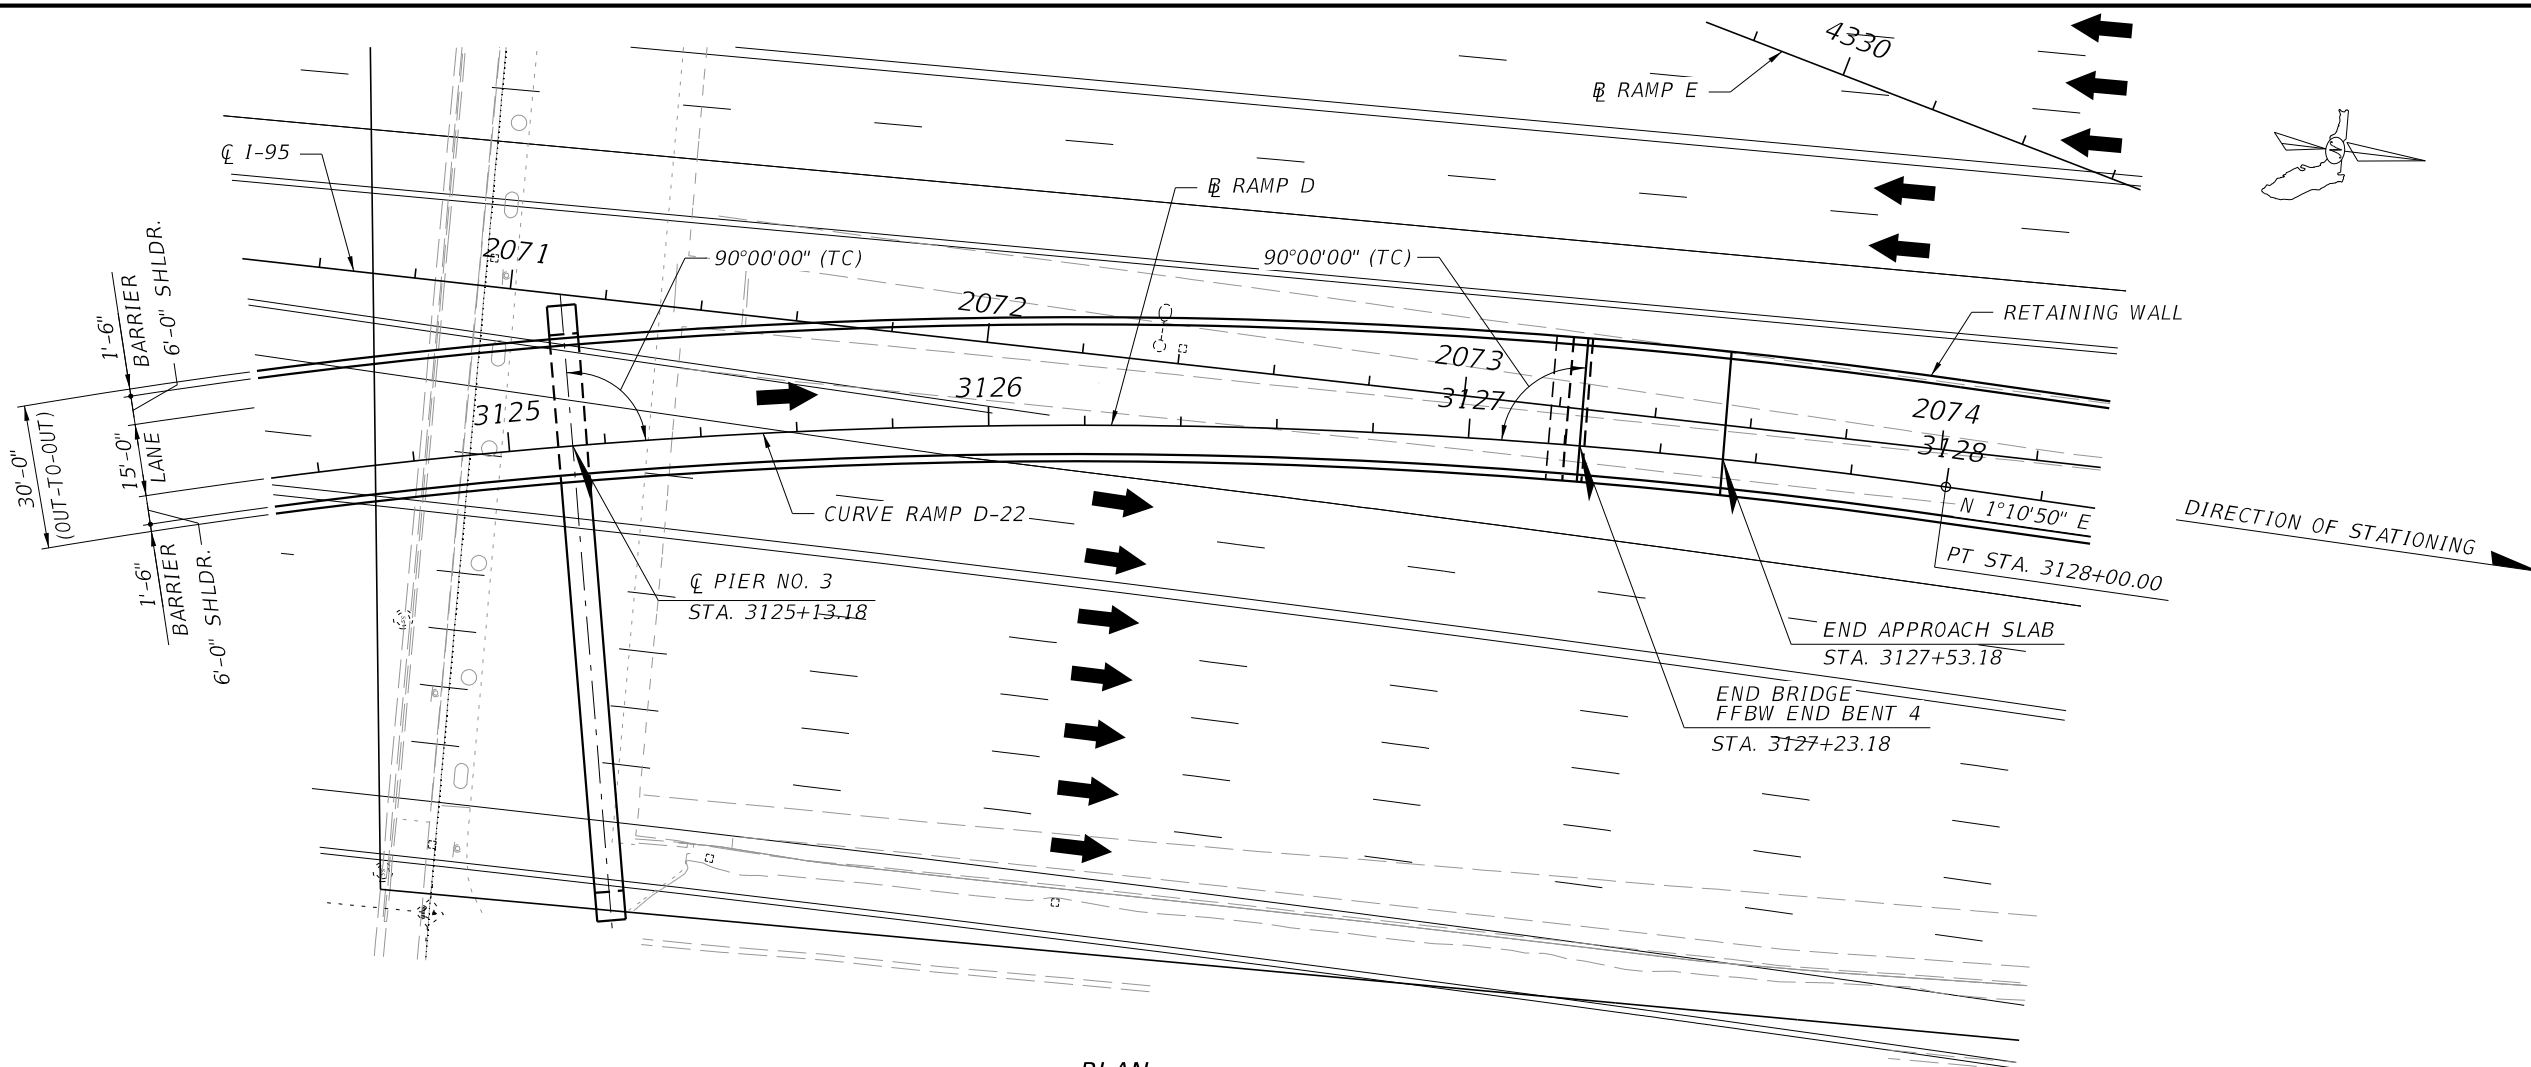 4330
℄ I-95
BL RAMP E
BL RAMP D
2071
90°00'00" (TC)
90°00'00" (TC)
2072
2073
2074
RETAINING WALL
3125
3126
3127
3128
1'-6"
BARRIER
6'-0" SHLDR.
30'-0"
(OUT-TO-OUT)
15'-0"
LANE
1'-6"
BARRIER
6'-0" SHLDR.
CURVE RAMP D-22
N 1°10'50" E
DIRECTION OF STATIONING
PT STA. 3128+00.00
℄ PIER NO. 3
STA. 3125+13.18
END APPROACH SLAB
STA. 3127+53.18
END BRIDGE
FFBW END BENT 4
STA. 3127+23.18
N
PLAN